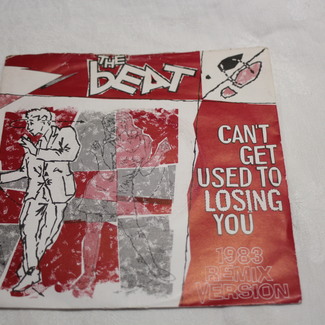 THE
bEAT
CAN'T
GET
USED TO
LOSING
YOU
1983
REMIX
VERSION